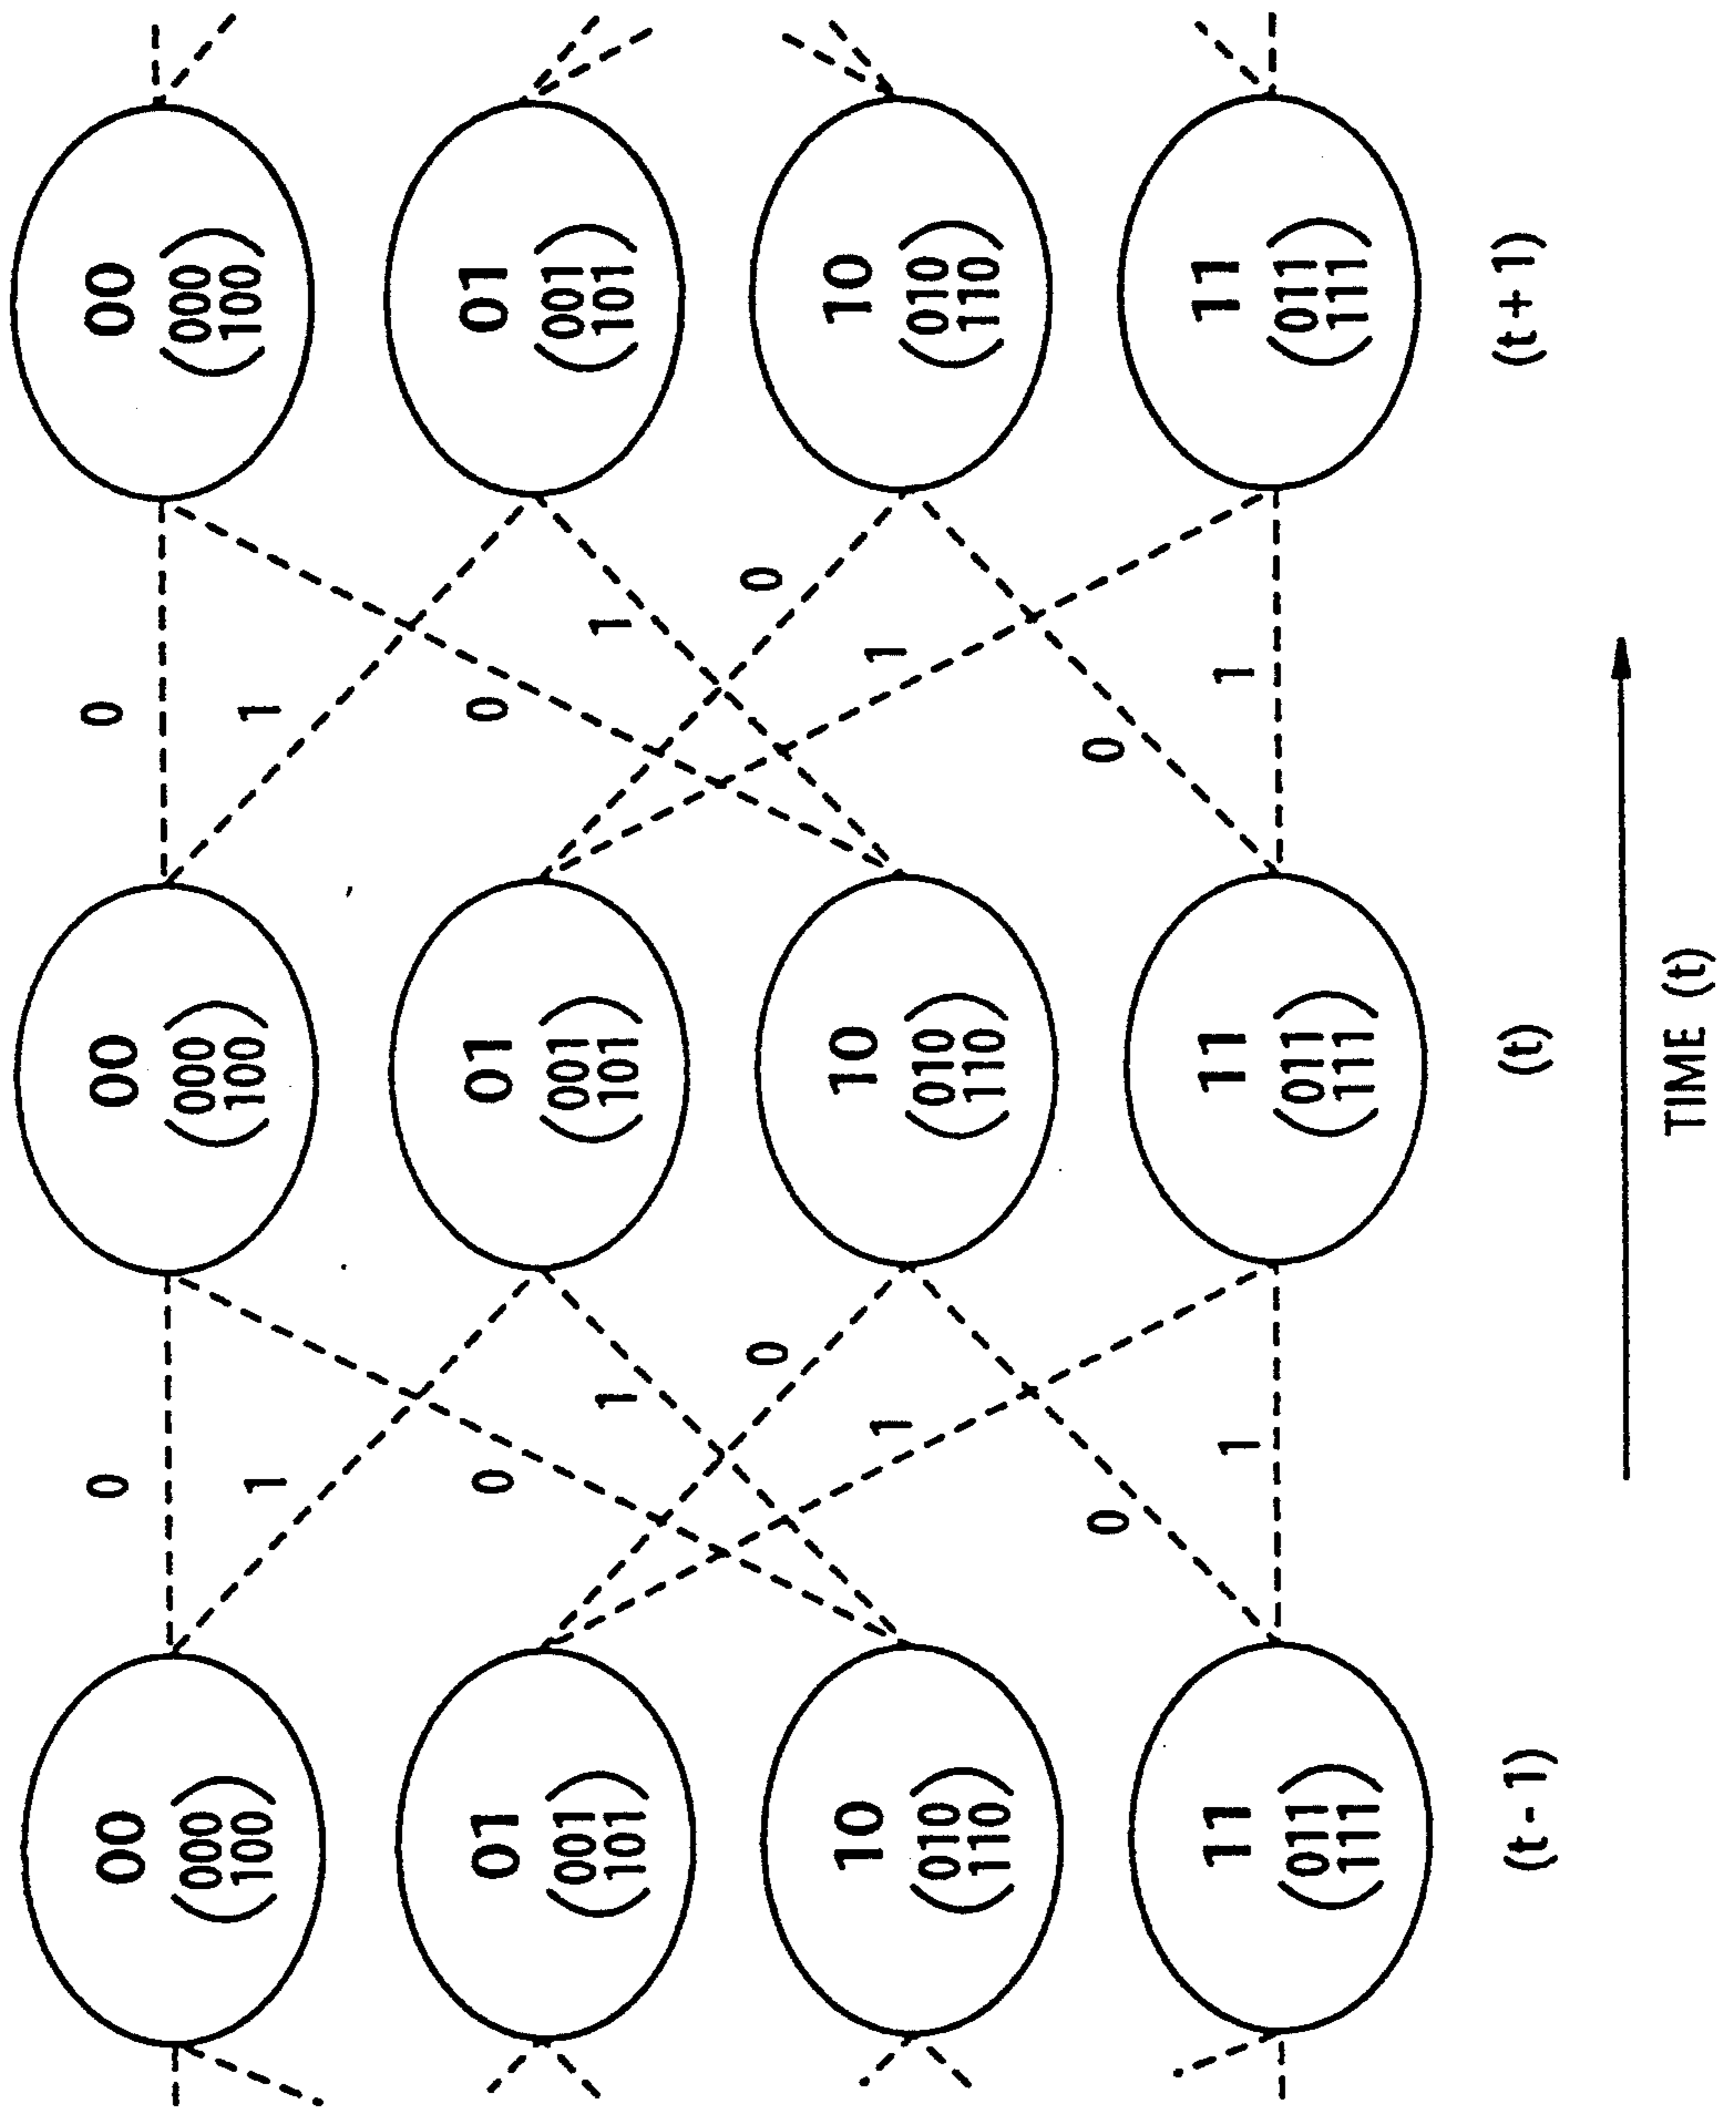 00 0 00 0 00
(000 (000 (000
100) 1 100) 1 100)
01 0 01 0 01
(001 (001 (001
101) 1 101) 1 101)
0 0
10 10 10
1 1
(010 (010 (010
110) 110) 110)
0 0
11 1 11 1 11
(011 (011 (011
111) 111) 111)
(t - 1) (t) (t + 1)
TIME (t)